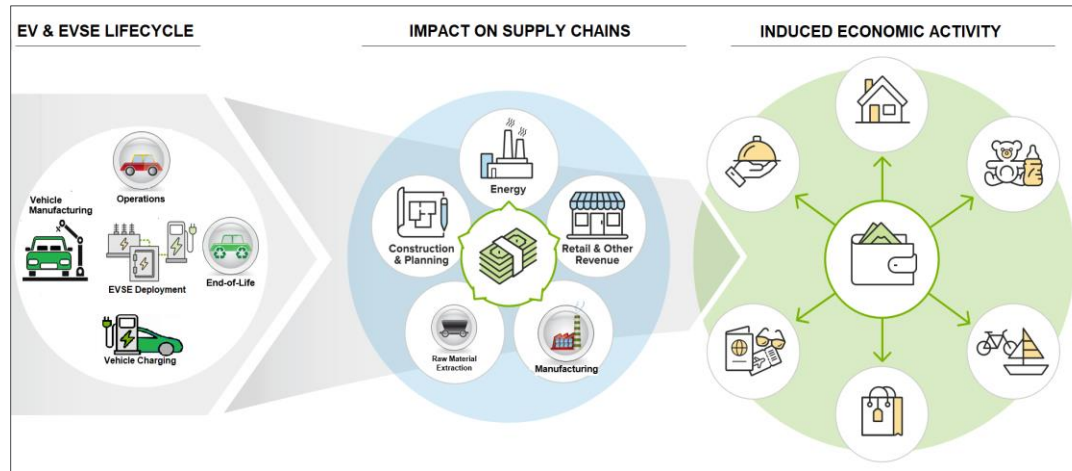 EV & EVSE LIFECYCLE
Operations
Vehicle
Manufacturing
EVSE Deployment
End-of-Life
Vehicle Charging
IMPACT ON SUPPLY CHAINS
Energy
Construction
& Planning
Retail & Other
Revenue
Raw Material
Extraction
Manufacturing
INDUCED ECONOMIC ACTIVITY